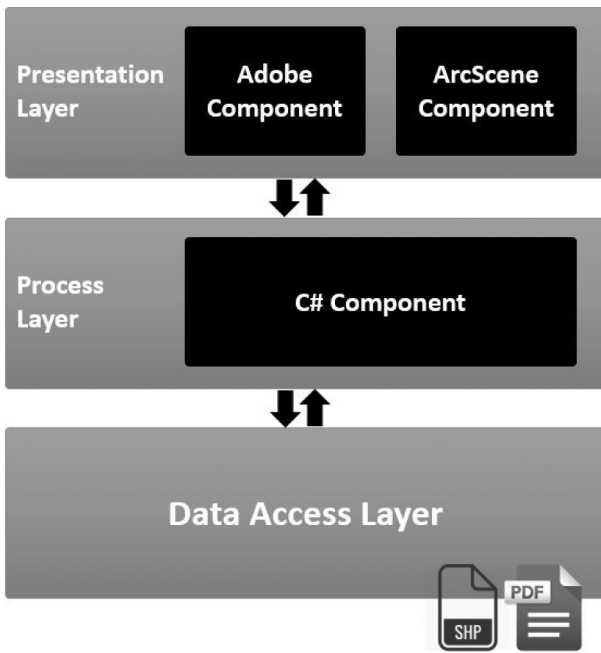 Presentation
Layer
Adobe
Component
ArcScene
Component
Process
Layer
C# Component
Data Access Layer
SHP
PDF